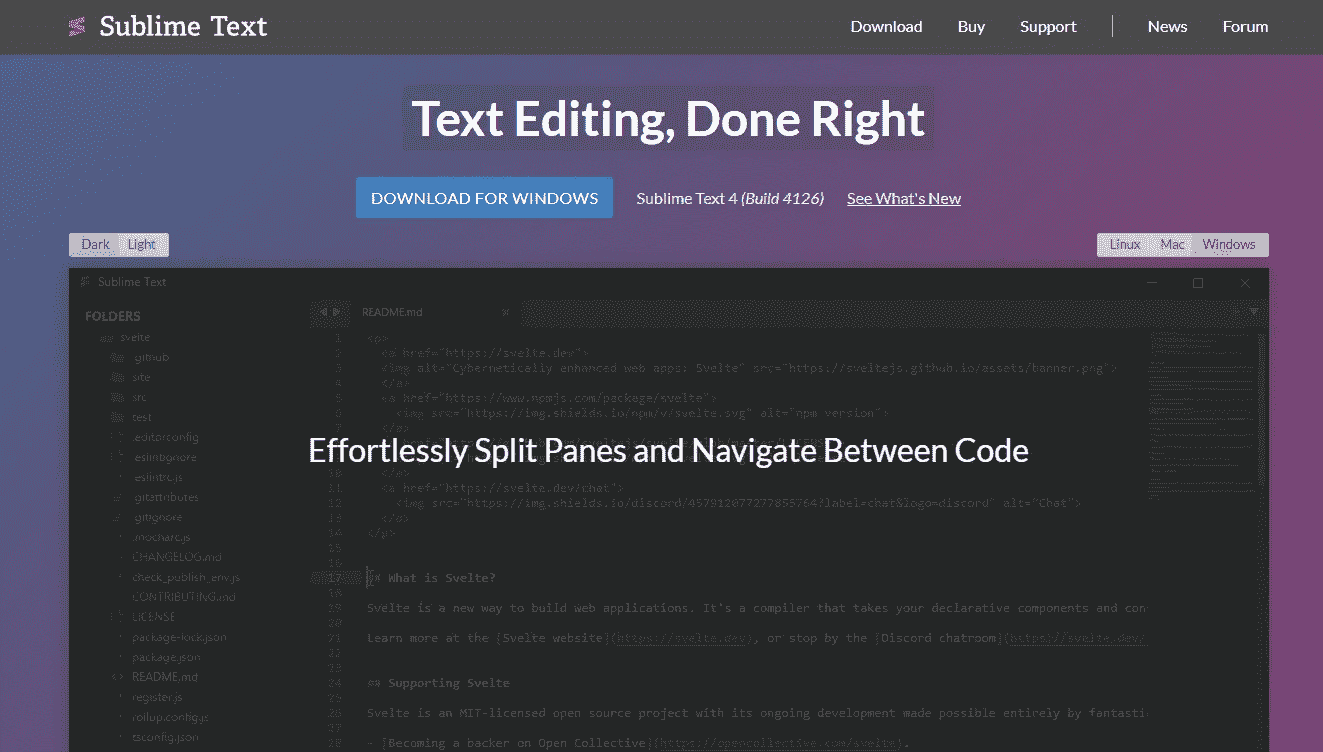 Sublime Text
Download Buy Support News Forum
Text Editing, Done Right
DOWNLOAD FOR WINDOWS Sublime Text 4 (Build 4126) See What's New
Dark Light
Linux Mac Windows
Sublime Text
FOLDERS
svelte
.github
site
src
test
.editorconfig
.eslintignore
.eslintrc.js
.gitattributes
.gitignore
.mocharc.js
CHANGELOG.md
check_publish_env.js
CONTRIBUTING.md
LICENSE
package-lock.json
package.json
README.md
register.js
rollup.config.js
tsconfig.json
README.md
1 <p>
2 <a href="https://svelte.dev">
3 <img alt="Cybernetically enhanced web apps: Svelte" src="https://sveltejs.github.io/assets/banner.png">
4 </a>
5 <a href="https://www.npmjs.com/package/svelte">
6 <img src="https://img.shields.io/npm/v/svelte.svg" alt="npm version">
7 </a>
Effortlessly Split Panes and Navigate Between Code
10 </a>
11 <a href="https://svelte.dev/chat">
12 <img src="https://img.shields.io/discord/457912077277855764?label=chat&logo=discord" alt="Chat">
13 </a>
14 </p>
15
16
17 ## What is Svelte?
18
19 Svelte is a new way to build web applications. It's a compiler that takes your declarative components and con
20
21 Learn more at the [Svelte website](https://svelte.dev), or stop by the [Discord chatroom](https://svelte.dev/
22
23
24 ## Supporting Svelte
25
26 Svelte is an MIT-licensed open source project with its ongoing development made possible entirely by fantasti
27
28 - [Becoming a backer on Open Collective](https://opencollective.com/svelte).